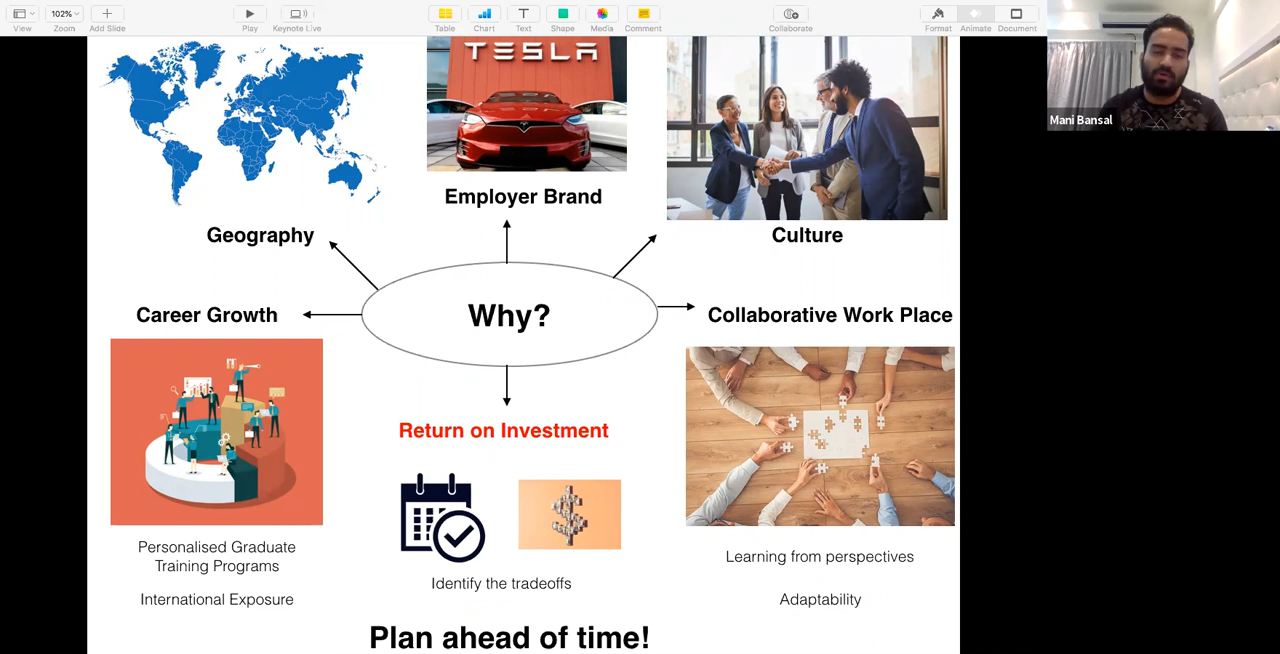 102%
View
Zoom
Add Slide
Play
Keynote Live
Table
Chart
Text
Shape
Media
Comment
Collaborate
Format
Animate
Document
T
TESLA
Mani Bansal
Employer Brand
Geography
Culture
Career Growth
Why?
Collaborative Work Place
Return on Investment
Personalised Graduate
Training Programs
International Exposure
Identify the tradeoffs
Learning from perspectives
Adaptability
Plan ahead of time!